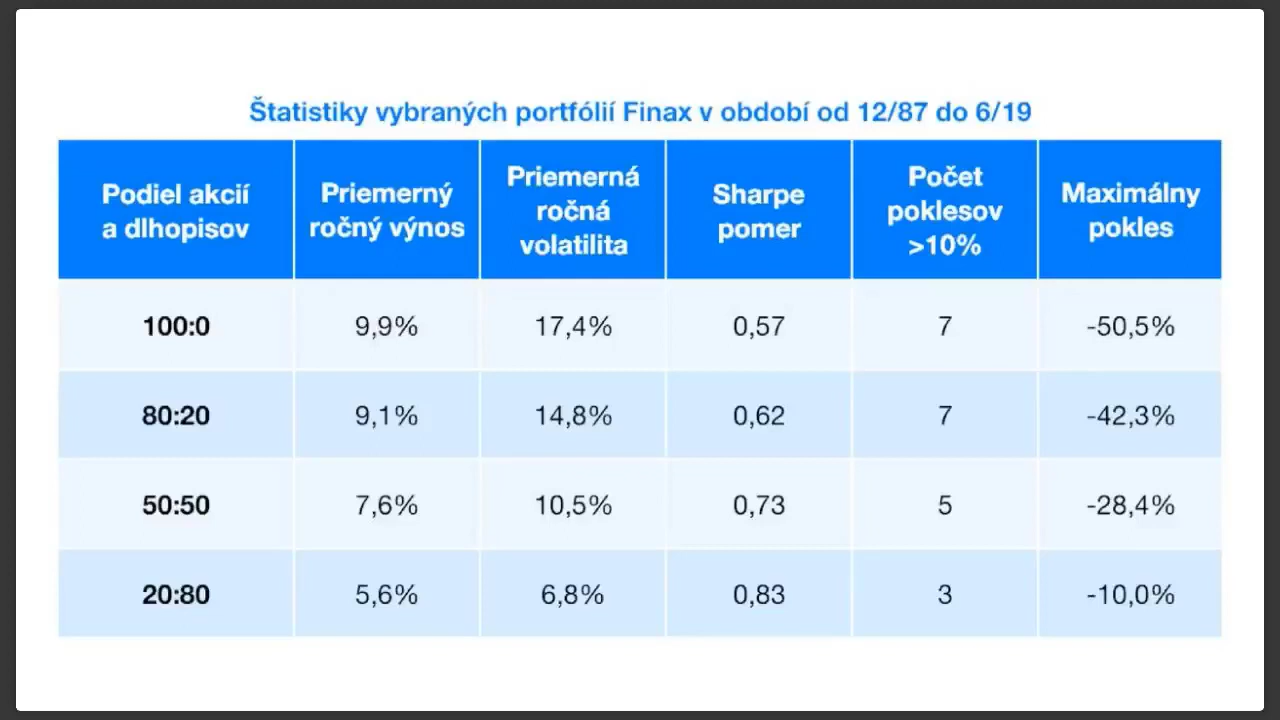 Štatistiky vybraných portfólií Finax v období od 12/87 do 6/19
Podiel akcií a dlhopisov | Priemerný ročný výnos | Priemerná ročná volatilita | Sharpe pomer | Počet poklesov >10% | Maximálny pokles
100:0 | 9,9% | 17,4% | 0,57 | 7 | -50,5%
80:20 | 9,1% | 14,8% | 0,62 | 7 | -42,3%
50:50 | 7,6% | 10,5% | 0,73 | 5 | -28,4%
20:80 | 5,6% | 6,8% | 0,83 | 3 | -10,0%